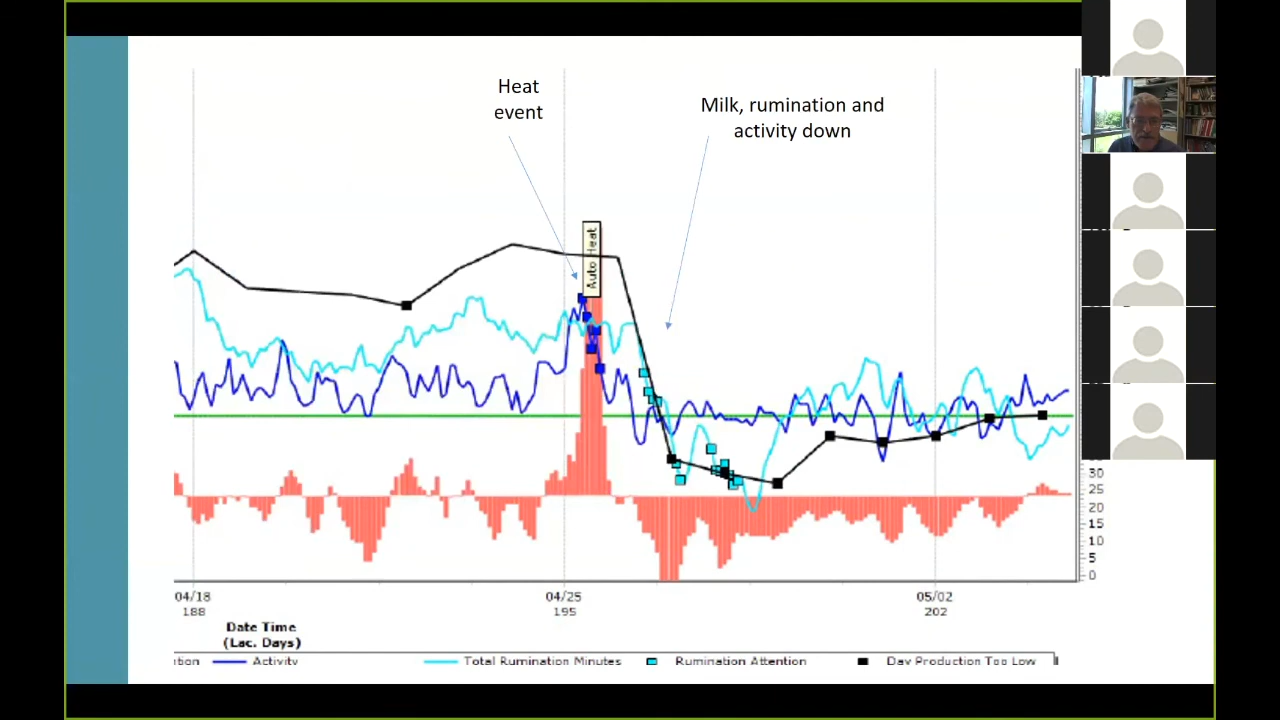 Heat
event
Milk, rumination and
activity down
Auto Heat
30
25
20
15
10
5
0
04/18
188
04/25
195
05/02
202
Date Time
(Lac. Days)
Activity
Total Rumination Minutes
Rumination Attention
Day Production Too Low